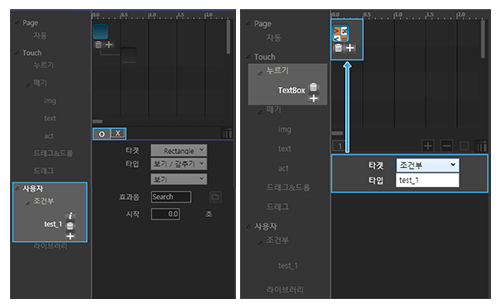 Page
자동
Touch
누르기
떼기
img
text
act
드래그&드롭
드래그
사용자
조건부
test_1
라이브러리
0.0 0.5 1.0 1.5 2.0
O X
타겟 Rectangle
타입 보기 / 감추기
보기
효과음 Search
시작 0.0 초
Page
자동
Touch
누르기
TextBox
떼기
img
text
act
드래그&드롭
드래그
사용자
조건부
test_1
라이브러리
0.0 0.5 1.0 1.5 2.0
1
타겟 조건부
타입 test_1